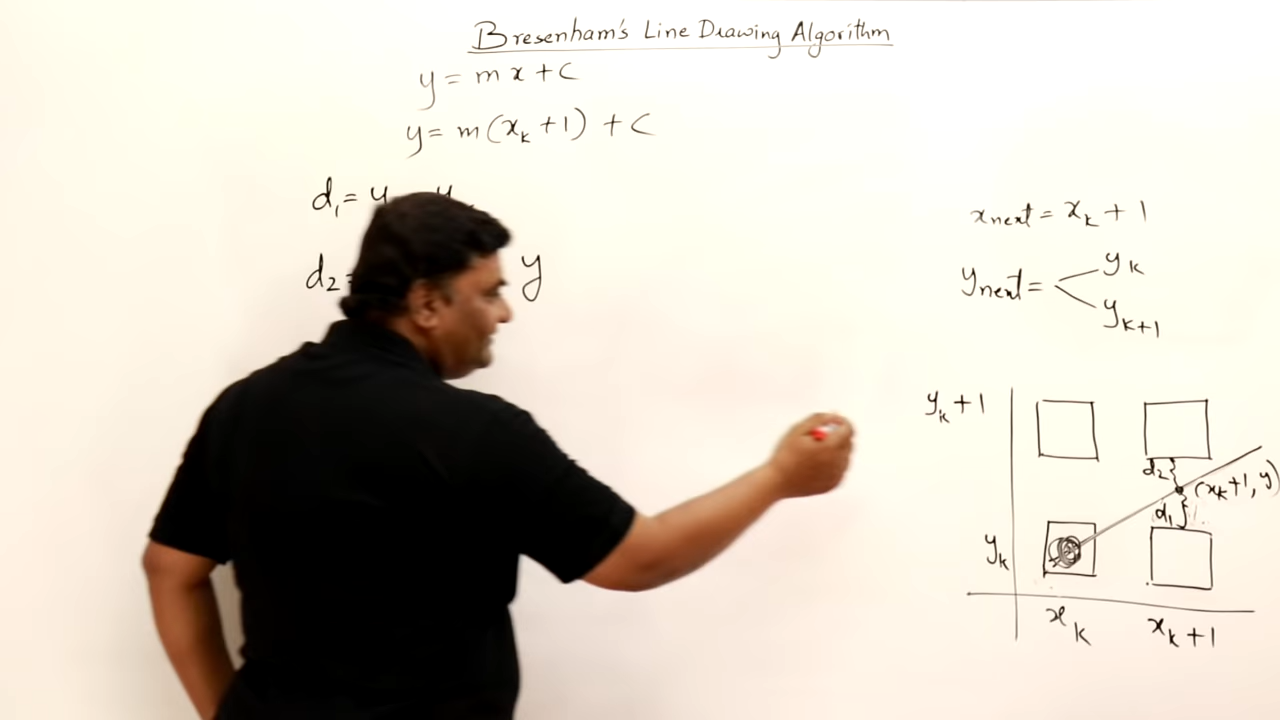 Bresenham's Line Drawing Algorithm
y = mx + C
y = m(xₖ + 1) + C
d₁ = y
d₂ = y
xnext = xₖ + 1
ynext = yₖ
yₖ₊₁
yₖ + 1
d₂
(xₖ+1, y)
d₁
yₖ
xₖ
xₖ + 1